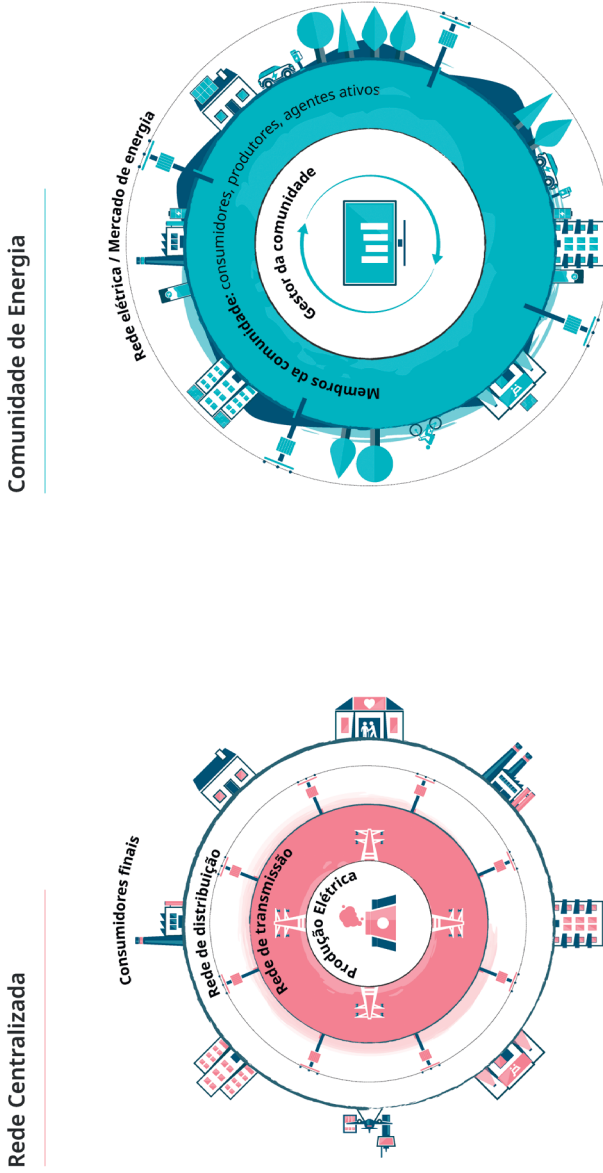 Rede Centralizada
Consumidores finais
Rede de distribuição
Rede de transmissão
Produção Elétrica
Comunidade de Energia
Rede elétrica / Mercado de energia
Membros da comunidade: consumidores, produtores, agentes ativos
Gestor da comunidade